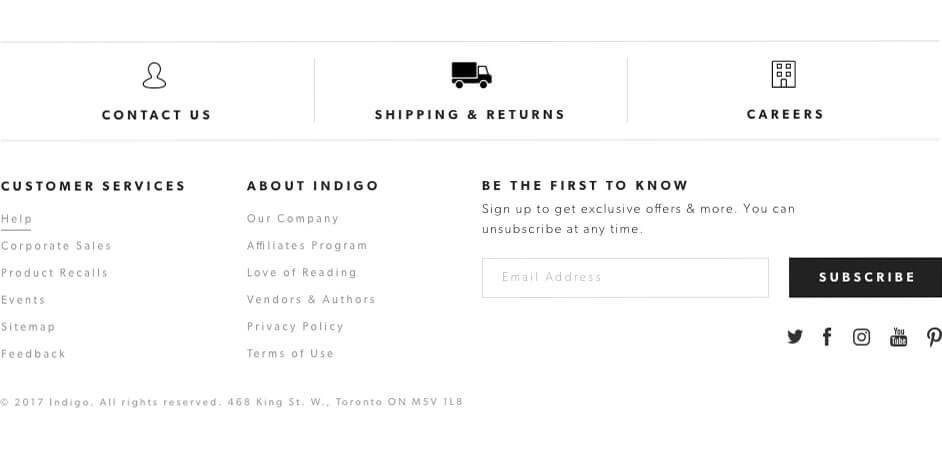 CONTACT US
SHIPPING & RETURNS
CAREERS
CUSTOMER SERVICES
Help
Corporate Sales
Product Recalls
Events
Sitemap
Feedback
ABOUT INDIGO
Our Company
Affiliates Program
Love of Reading
Vendors & Authors
Privacy Policy
Terms of Use
BE THE FIRST TO KNOW
Sign up to get exclusive offers & more. You can
unsubscribe at any time.
Email Address
SUBSCRIBE
You
Tube
© 2017 Indigo. All rights reserved. 468 King St. W., Toronto ON M5V 1L8